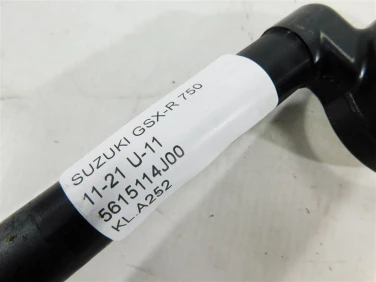 SUZUKI GSX-R 750
11-21 U-11
5615114J00
KL.A252